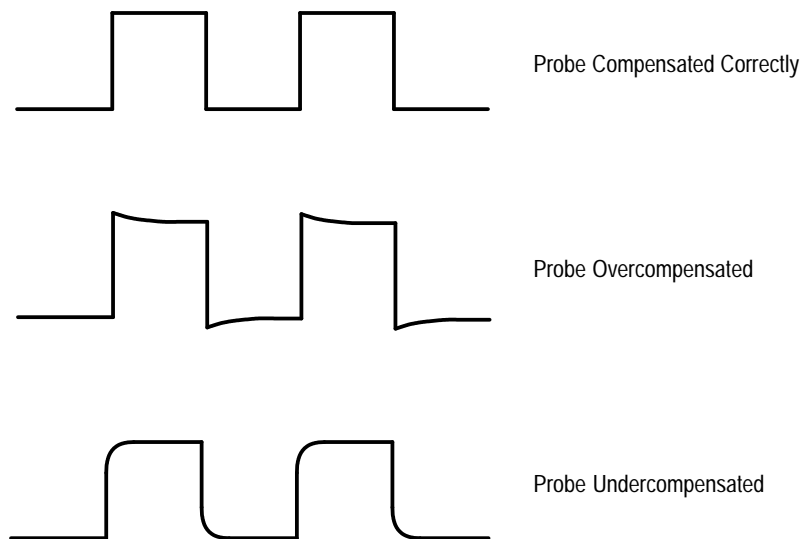 Probe Compensated Correctly
Probe Overcompensated
Probe Undercompensated